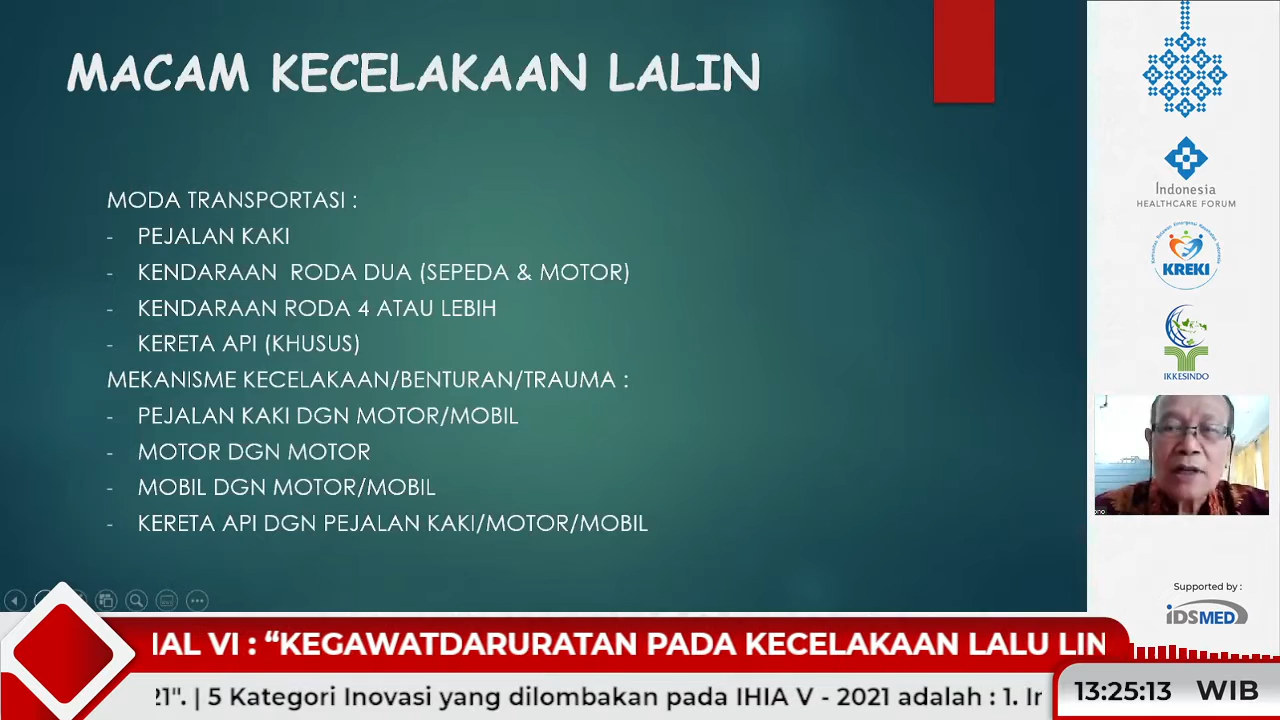 MACAM KECELAKAAN LALIN
MODA TRANSPORTASI :
- PEJALAN KAKI
- KENDARAAN RODA DUA (SEPEDA & MOTOR)
- KENDARAAN RODA 4 ATAU LEBIH
- KERETA API (KHUSUS)
MEKANISME KECELAKAAN/BENTURAN/TRAUMA :
- PEJALAN KAKI DGN MOTOR/MOBIL
- MOTOR DGN MOTOR
- MOBIL DGN MOTOR/MOBIL
- KERETA API DGN PEJALAN KAKI/MOTOR/MOBIL
Indonesia
HEALTHCARE FORUM
KREKI
IKKESINDO
Supported by :
iDSMED
IAL VI : “KEGAWATDARURATAN PADA KECELAKAAN LALU LIN
21". | 5 Kategori Inovasi yang dilombakan pada IHIA V - 2021 adalah : 1. Ir
13:25:13 WIB